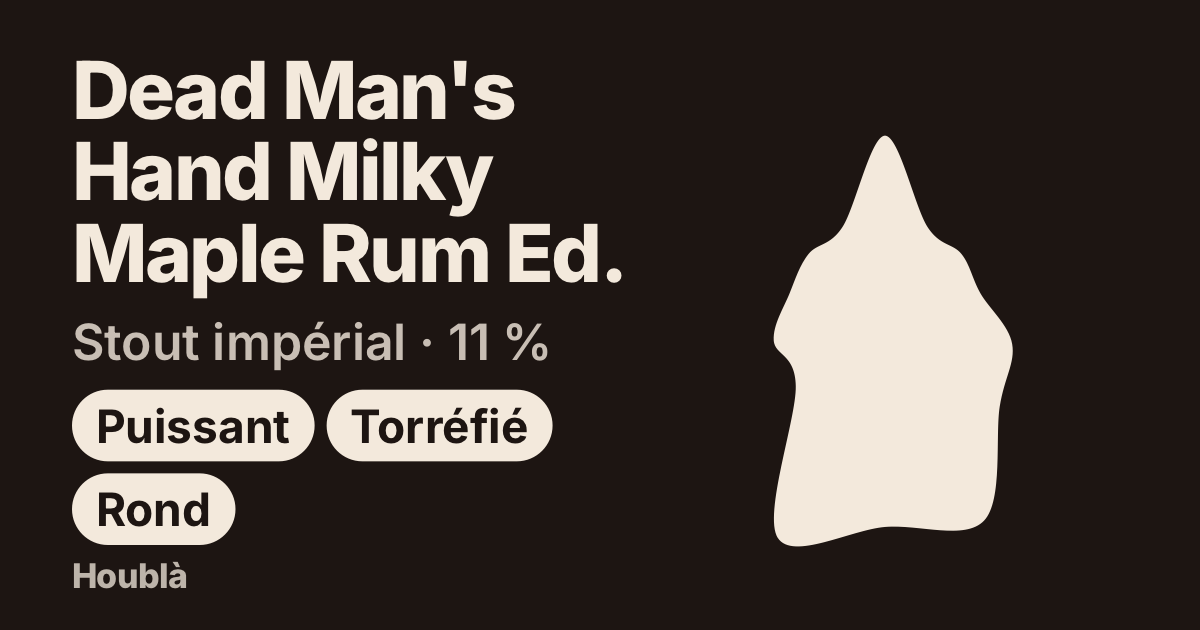 Dead Man's
Hand Milky
Maple Rum Ed.
Stout impérial · 11 %
Puissant Torréfié
Rond
Houblà